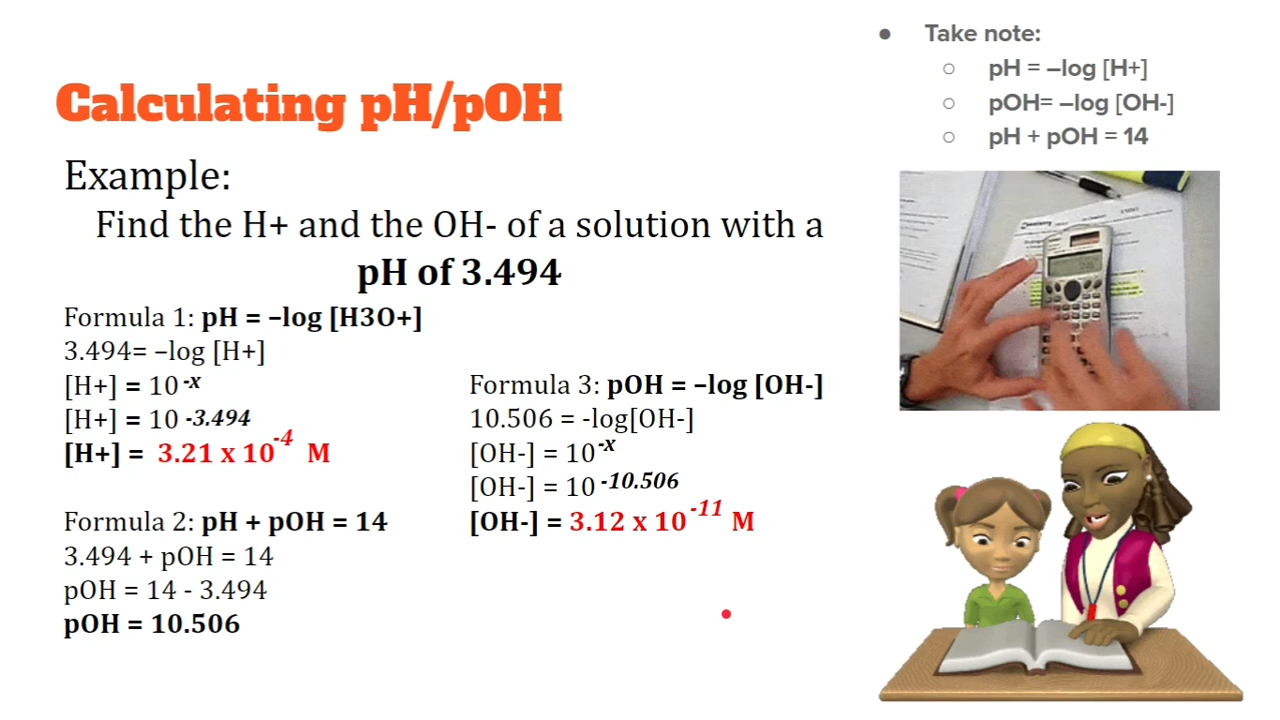 Calculating pH/pOH
Example:
Find the H+ and the OH- of a solution with a
pH of 3.494
Formula 1: pH = –log [H3O+]
3.494= –log [H+]
[H+] = 10 -x
[H+] = 10 -3.494
[H+] = 3.21 x 10 -4 M
Formula 2: pH + pOH = 14
3.494 + pOH = 14
pOH = 14 - 3.494
pOH = 10.506
Formula 3: pOH = –log [OH-]
10.506 = -log[OH-]
[OH-] = 10 -x
[OH-] = 10 -10.506
[OH-] = 3.12 x 10 -11 M
● Take note:
○ pH = –log [H+]
○ pOH= –log [OH-]
○ pH + pOH = 14
Chemistry